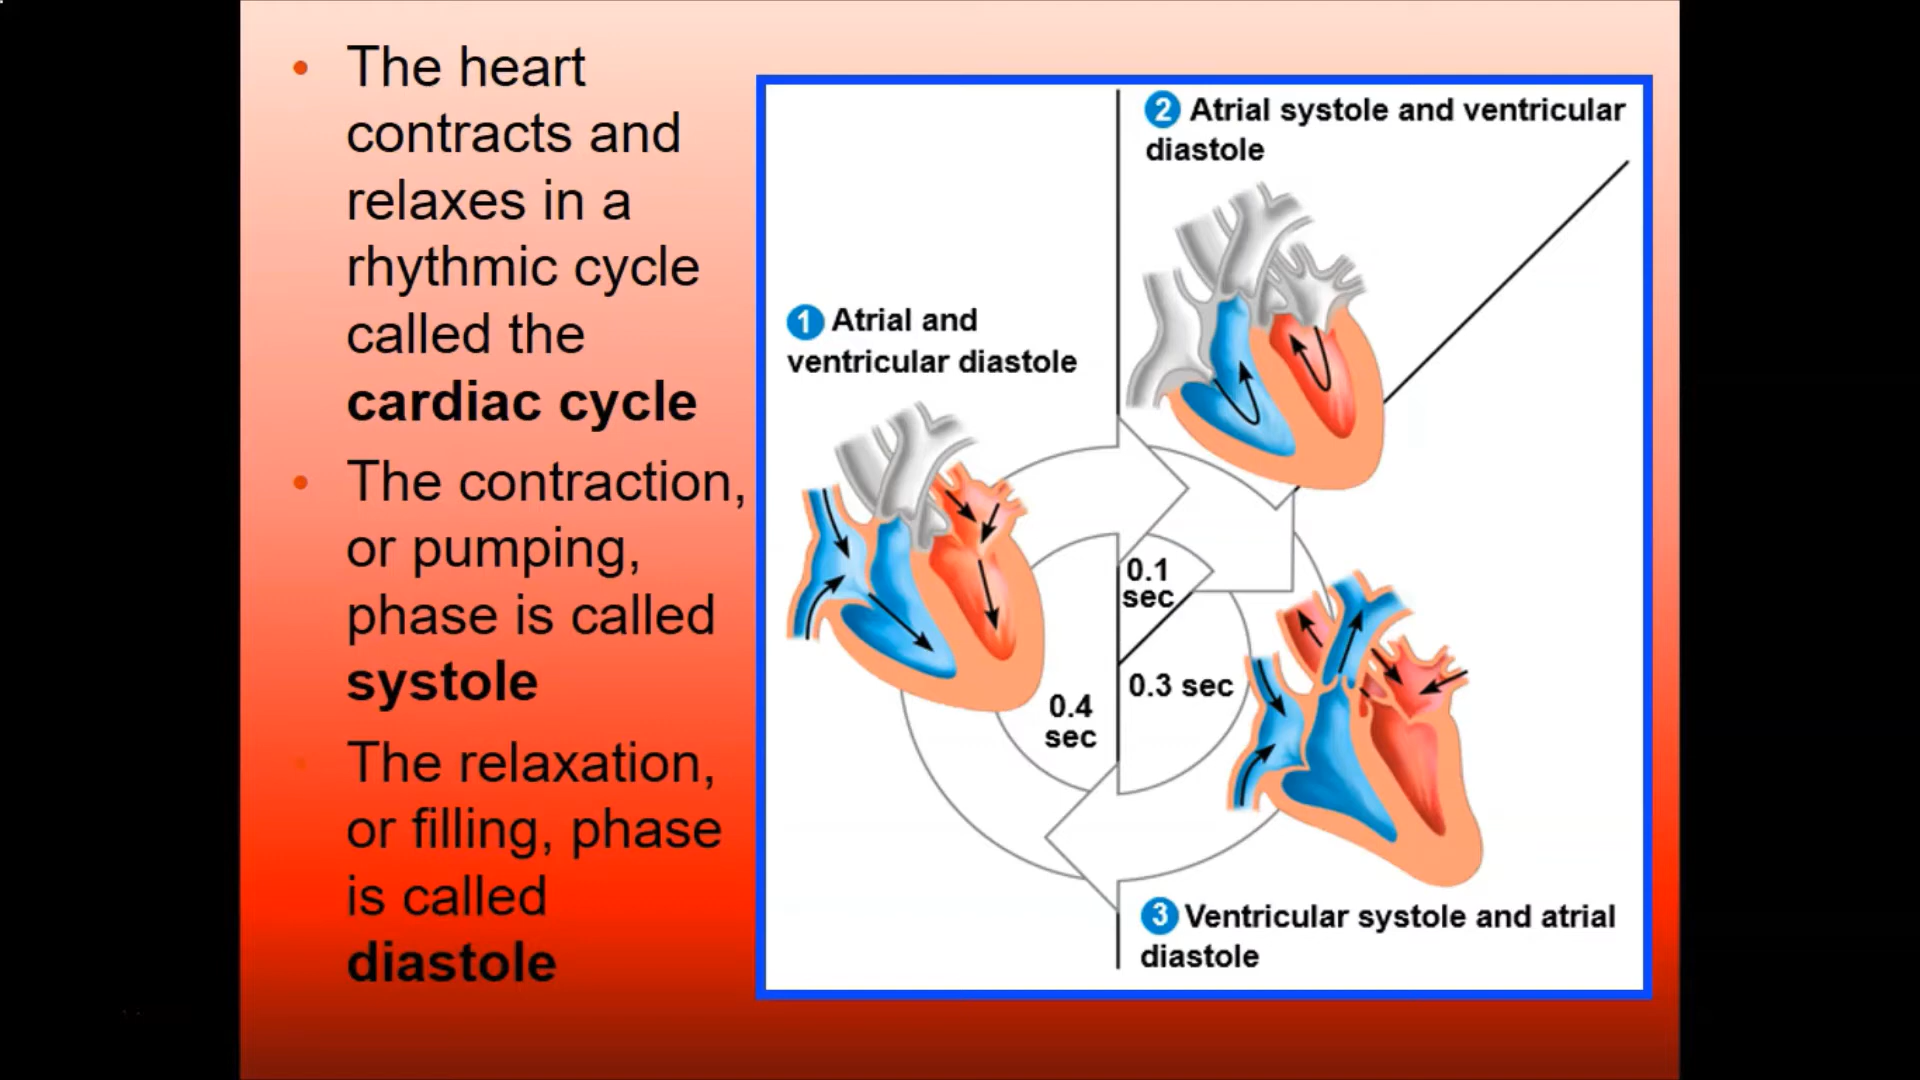 • The heart
contracts and
relaxes in a
rhythmic cycle
called the
cardiac cycle
• The contraction,
or pumping,
phase is called
systole
• The relaxation,
or filling, phase
is called
diastole
1 Atrial and
ventricular diastole
2 Atrial systole and ventricular
diastole
0.1
sec
0.3 sec
0.4
sec
3 Ventricular systole and atrial
diastole